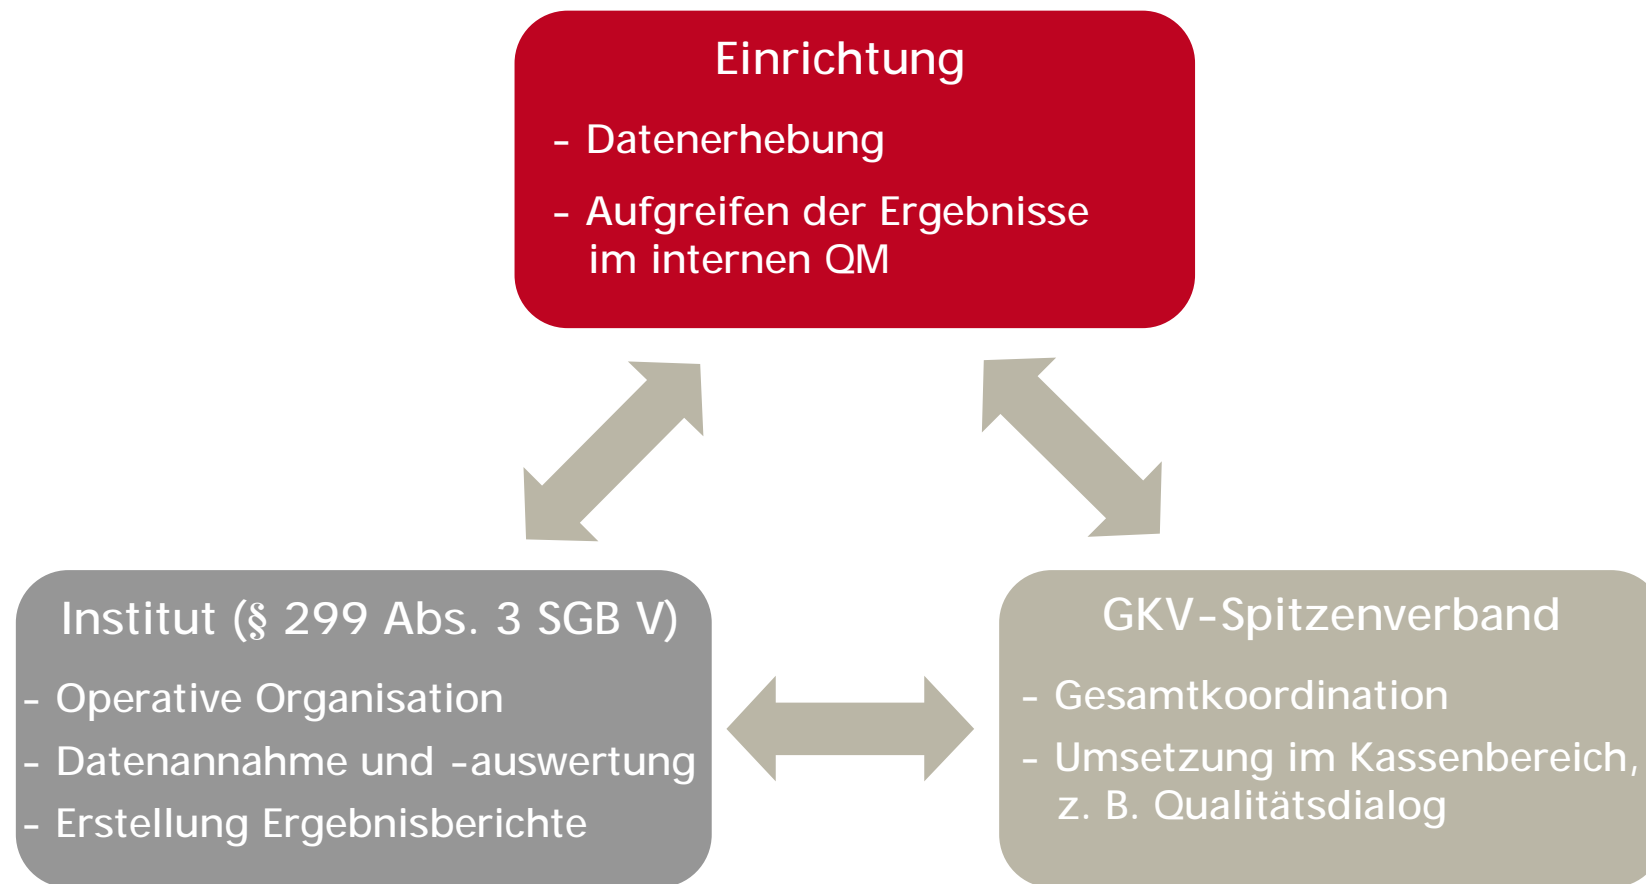 Einrichtung
- Datenerhebung
- Aufgreifen der Ergebnisse
im internen QM
Institut (§ 299 Abs. 3 SGB V)
- Operative Organisation
- Datenannahme und -auswertung
- Erstellung Ergebnisberichte
GKV-Spitzenverband
- Gesamtkoordination
- Umsetzung im Kassenbereich,
z. B. Qualitätsdialog